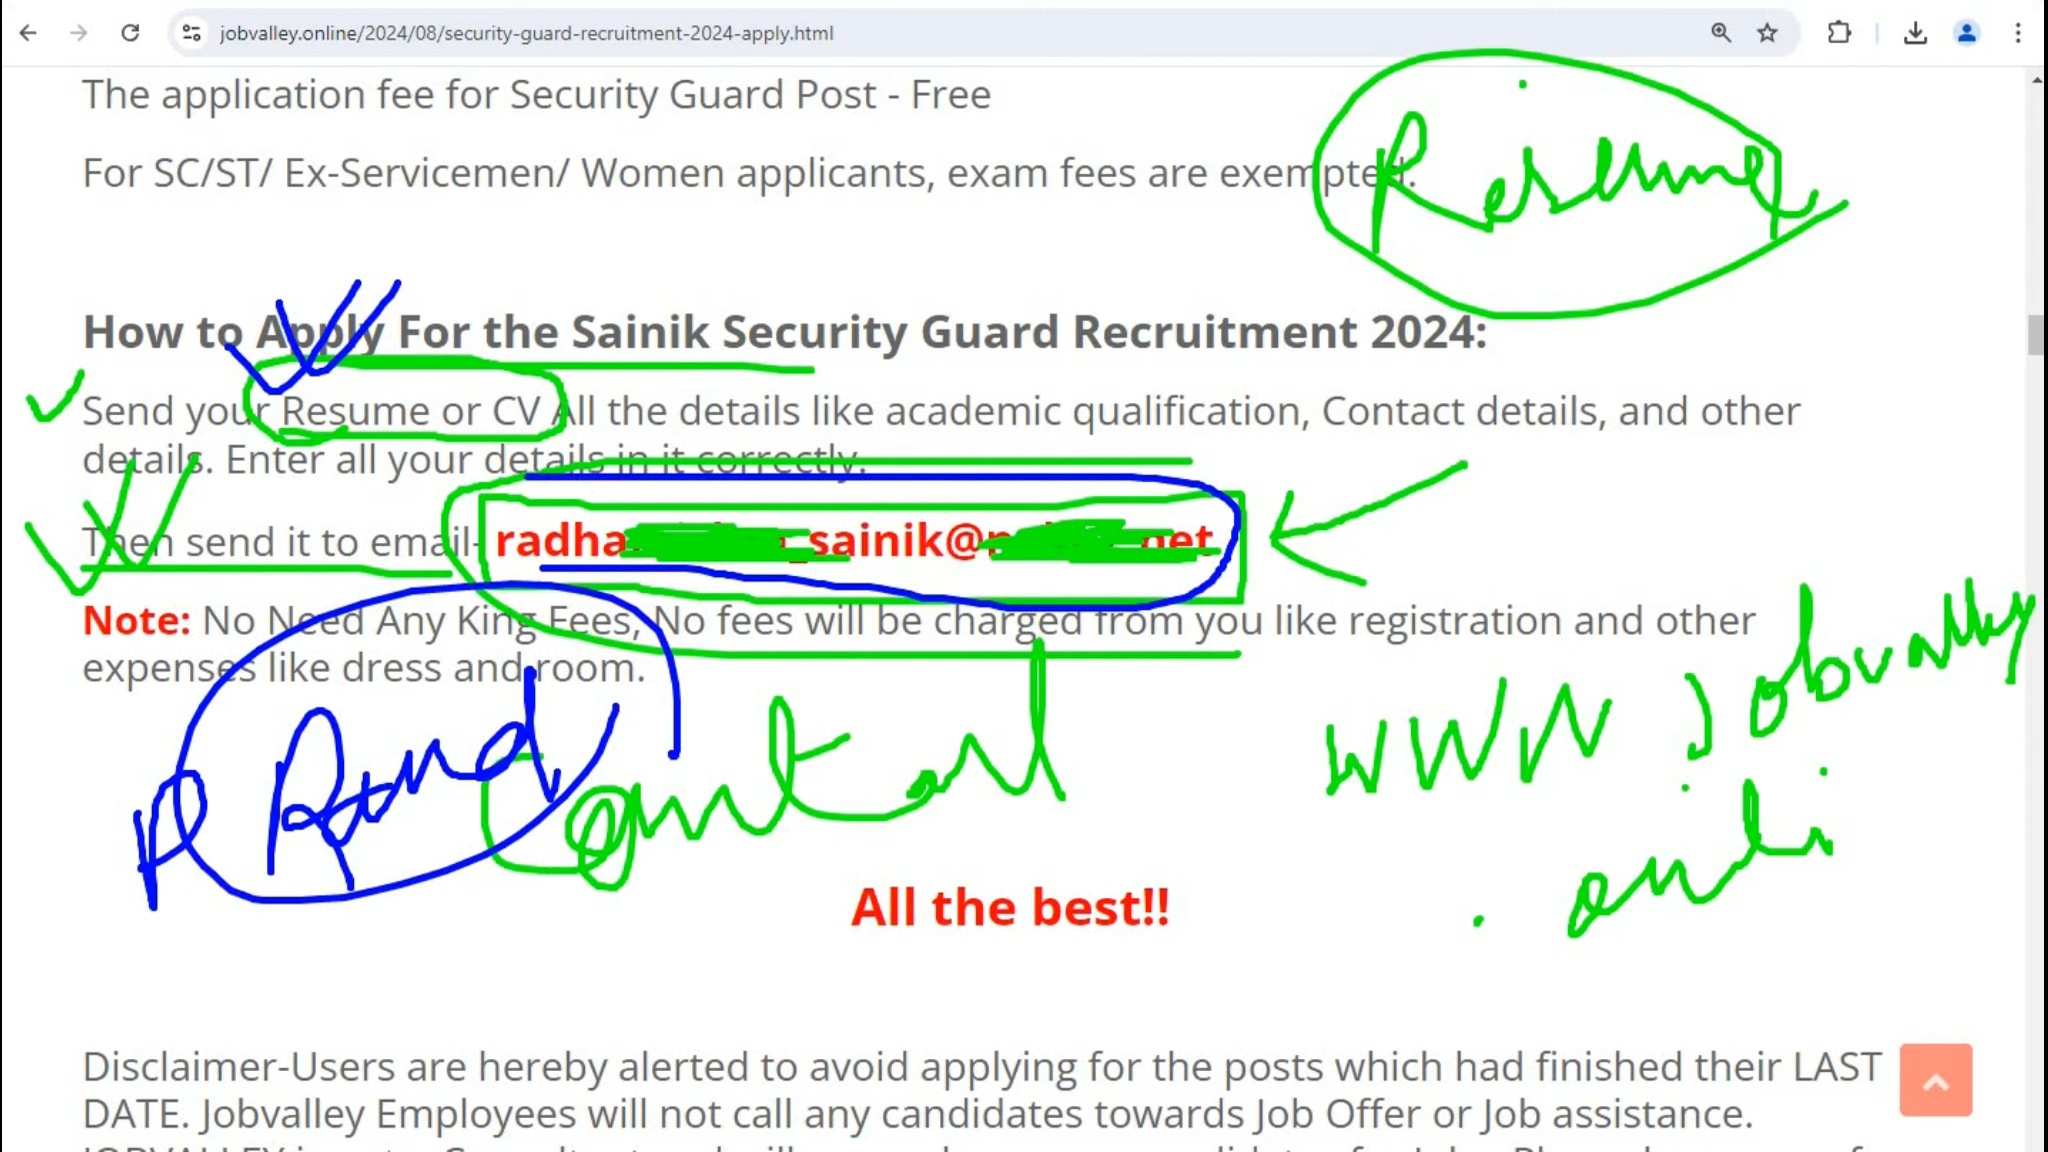 jobvalley.online/2024/08/security-guard-recruitment-2024-apply.html
The application fee for Security Guard Post - Free
For SC/ST/ Ex-Servicemen/ Women applicants, exam fees are exempted.
Resume
How to Apply For the Sainik Security Guard Recruitment 2024:
Send your Resume or CV All the details like academic qualification, Contact details, and other
details. Enter all your details in it correctly.
Then send it to email- radha sainik@ net
Note: No Need Any King Fees, No fees will be charged from you like registration and other
expenses like dress and room.
WWW jobvally
. onli
All the best!!
Disclaimer-Users are hereby alerted to avoid applying for the posts which had finished their LAST
DATE. Jobvalley Employees will not call any candidates towards Job Offer or Job assistance.